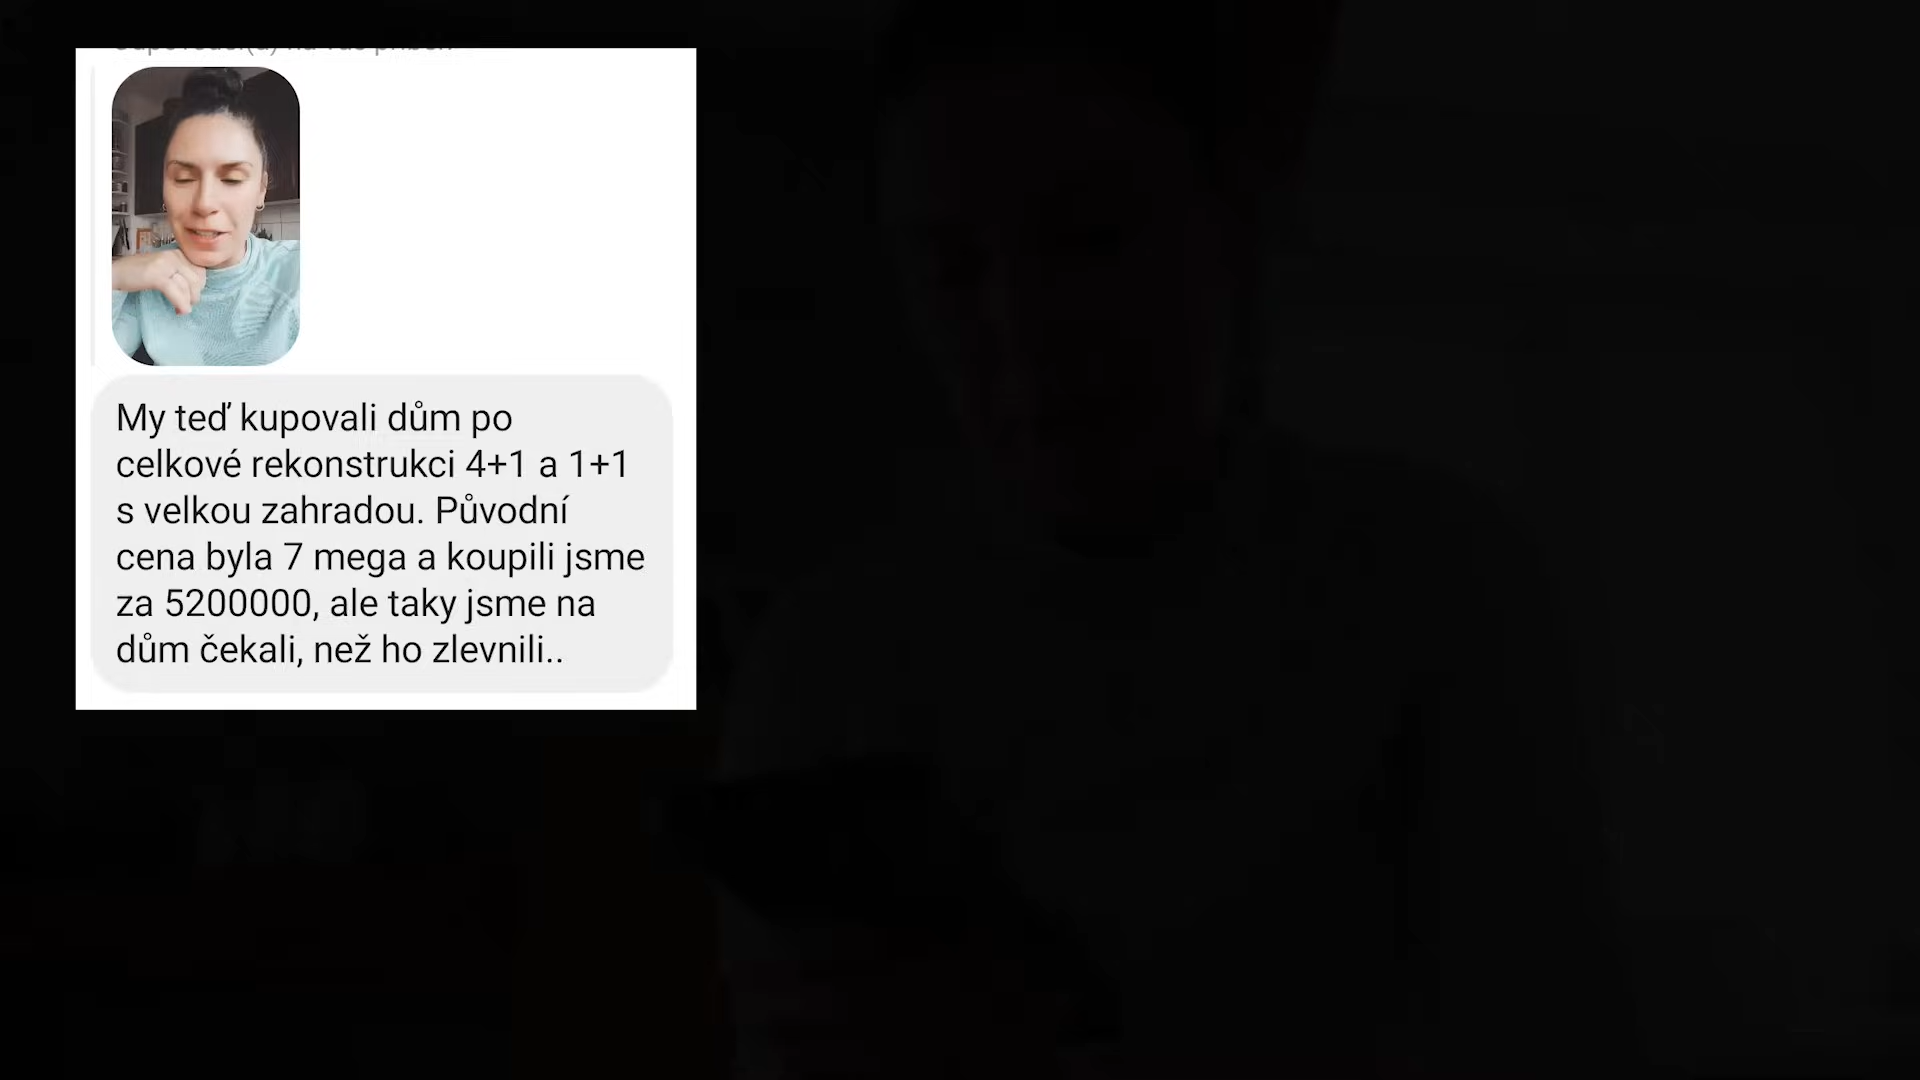 My teď kupovali dům po
celkové rekonstrukci 4+1 a 1+1
s velkou zahradou. Původní
cena byla 7 mega a koupili jsme
za 5200000, ale taky jsme na
dům čekali, než ho zlevnili..